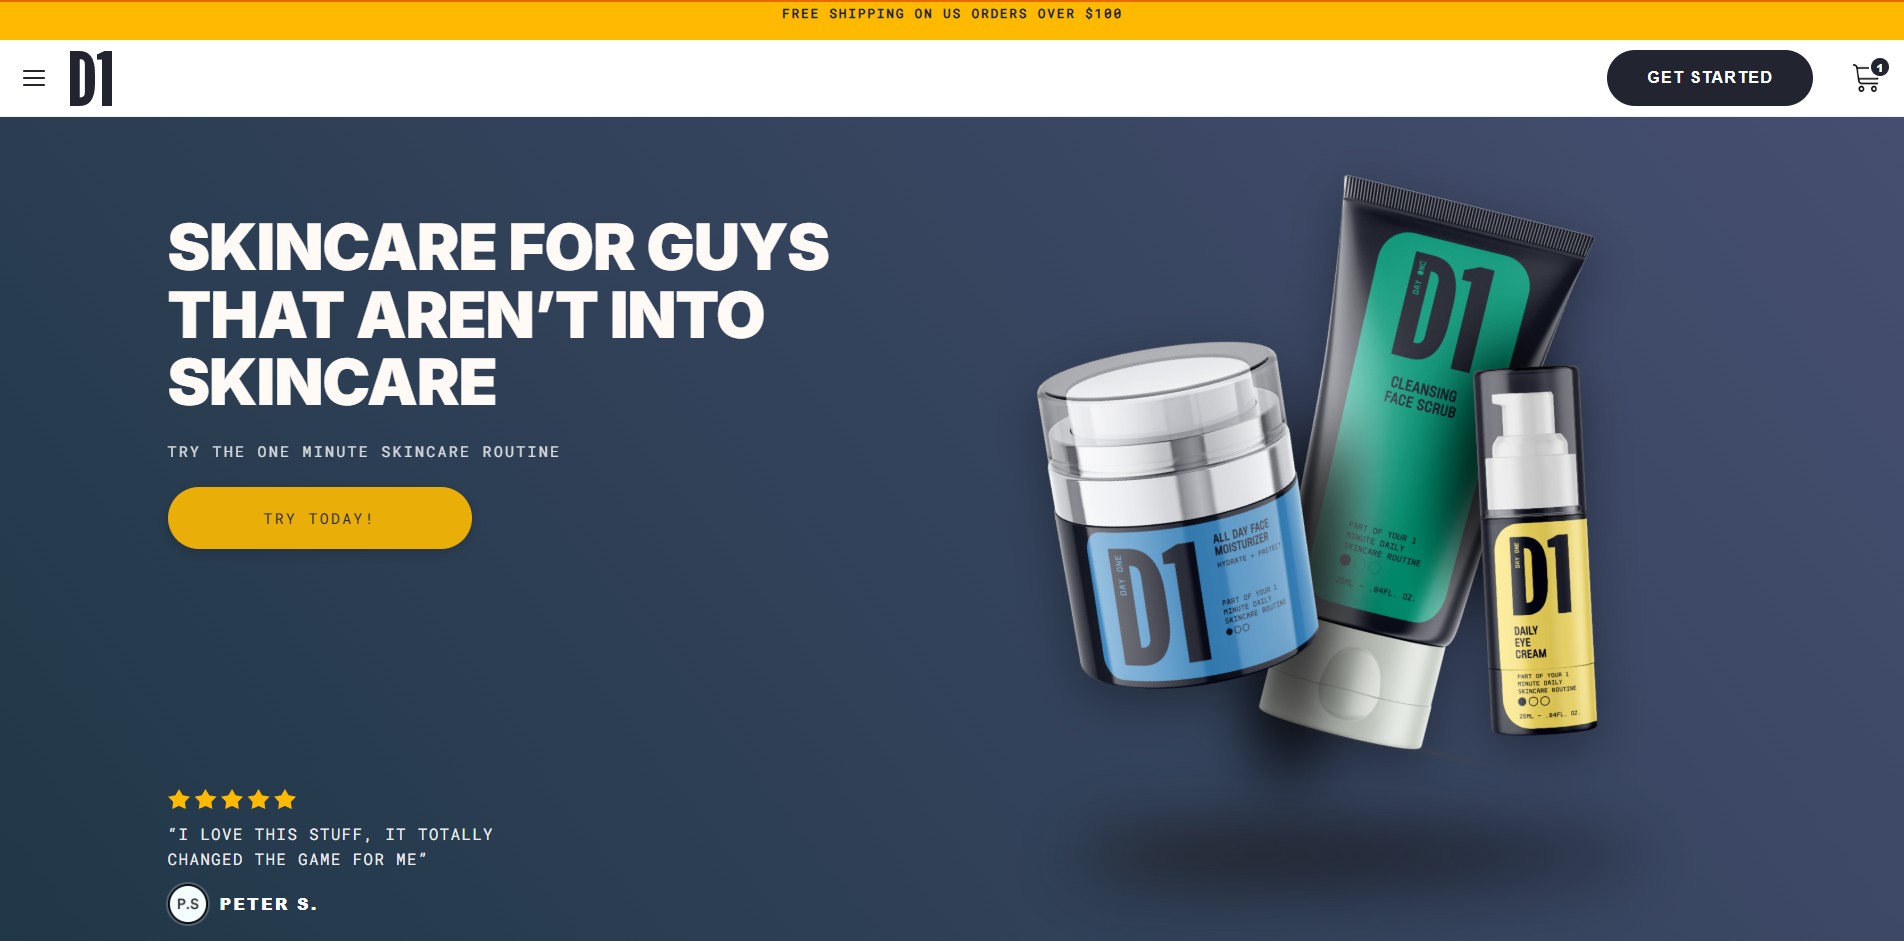 FREE SHIPPING ON US ORDERS OVER $100
D1
GET STARTED
1
SKINCARE FOR GUYS
THAT AREN’T INTO
SKINCARE
TRY THE ONE MINUTE SKINCARE ROUTINE
TRY TODAY!
DAY ONE
D1
CLEANSING
FACE SCRUB
PART OF YOUR 1
MINUTE DAILY
SKINCARE ROUTINE
25ML – .84FL. OZ.
DAY ONE
D1
ALL DAY FACE
MOISTURIZER
HYDRATE + PROTECT
PART OF YOUR 1
MINUTE DAILY
SKINCARE ROUTINE
DAY ONE
D1
DAILY
EYE
CREAM
PART OF YOUR 1
MINUTE DAILY
SKINCARE ROUTINE
25ML – .84FL. OZ.
“I LOVE THIS STUFF, IT TOTALLY
CHANGED THE GAME FOR ME”
P.S
PETER S.